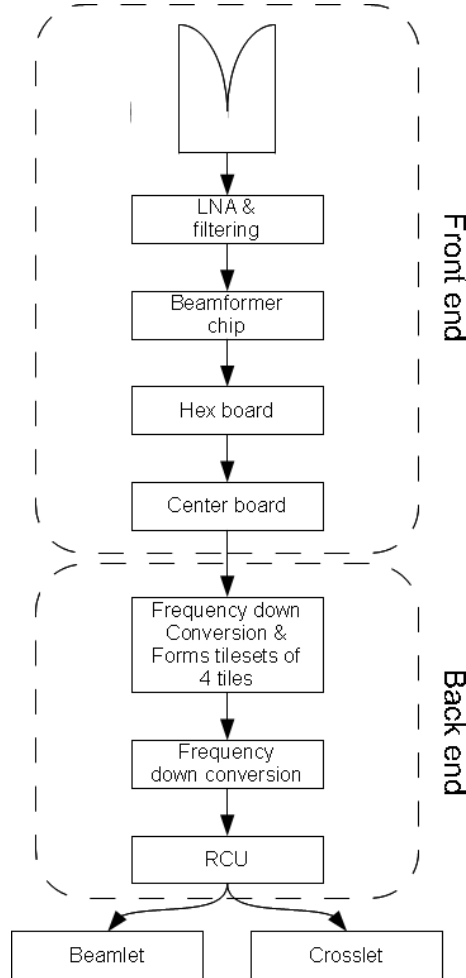 LNA &
filtering
Beamformer
chip
Hex board
Center board
Front end
Frequency down
Conversion &
Forms tilesets of
4 tiles
Frequency
down conversion
RCU
Back end
Beamlet
Crosslet